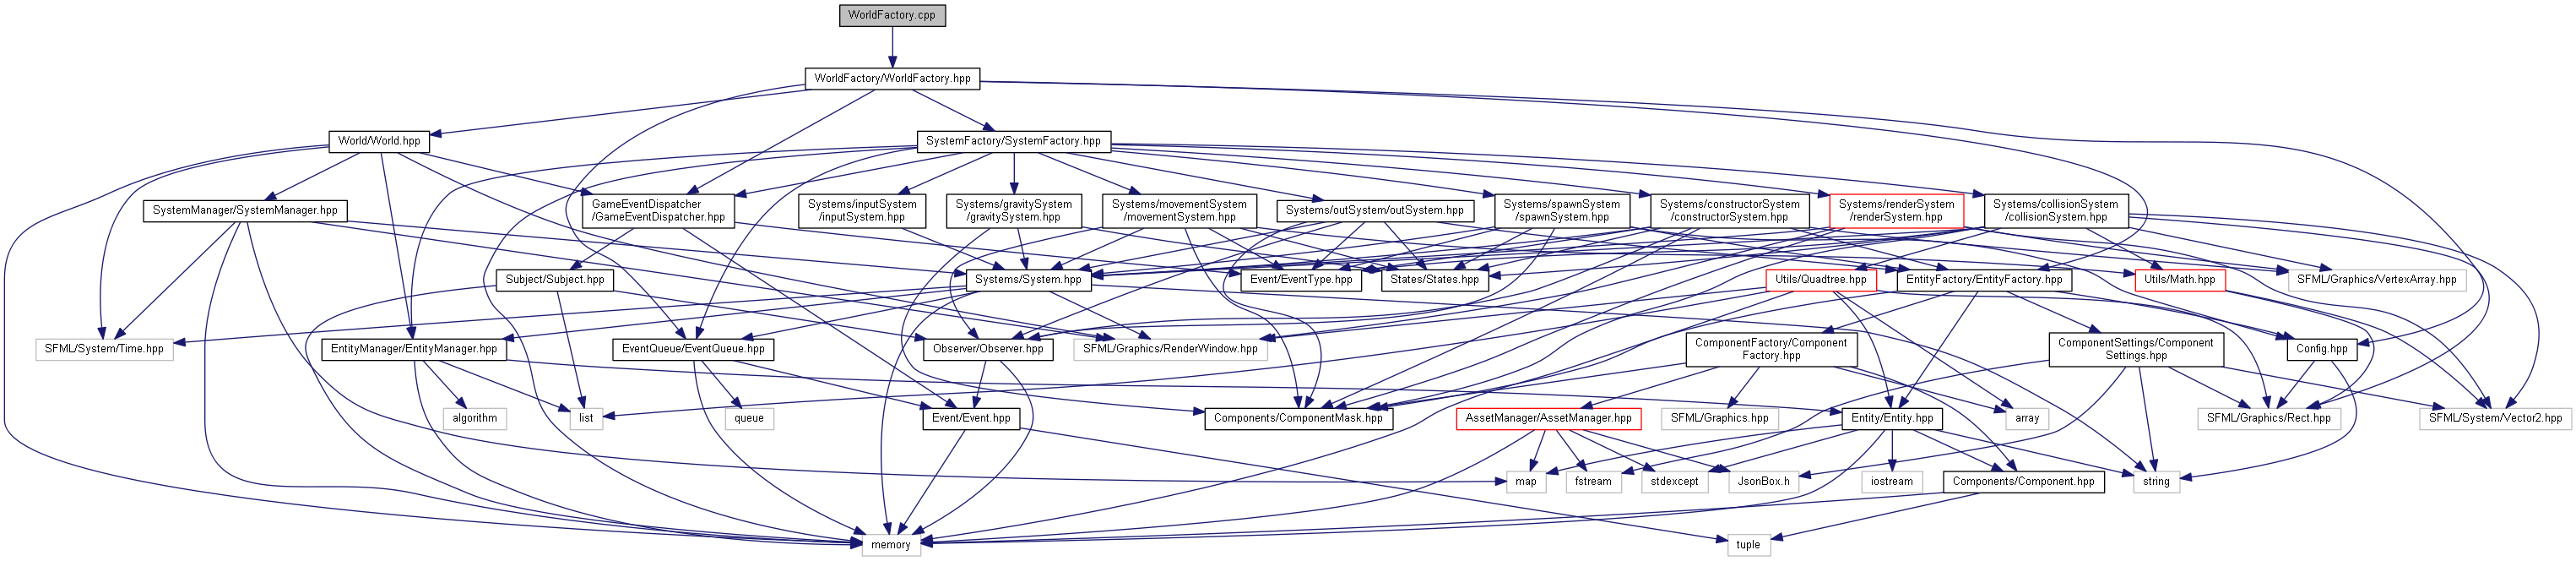 WorldFactory.cpp
WorldFactory/WorldFactory.hpp
World/World.hpp
SystemFactory/SystemFactory.hpp
SystemManager/SystemManager.hpp
GameEventDispatcher
/GameEventDispatcher.hpp
Systems/inputSystem
/inputSystem.hpp
Systems/gravitySystem
/gravitySystem.hpp
Systems/movementSystem
/movementSystem.hpp
Systems/outSystem/outSystem.hpp
Systems/spawnSystem
/spawnSystem.hpp
Systems/constructorSystem
/constructorSystem.hpp
Systems/renderSystem
/renderSystem.hpp
Systems/collisionSystem
/collisionSystem.hpp
Subject/Subject.hpp
Systems/System.hpp
Event/EventType.hpp
States/States.hpp
Utils/Quadtree.hpp
EntityFactory/EntityFactory.hpp
Utils/Math.hpp
SFML/Graphics/VertexArray.hpp
SFML/System/Time.hpp
EntityManager/EntityManager.hpp
EventQueue/EventQueue.hpp
Observer/Observer.hpp
SFML/Graphics/RenderWindow.hpp
ComponentFactory/Component
Factory.hpp
ComponentSettings/Component
Settings.hpp
Config.hpp
algorithm
list
queue
Event/Event.hpp
Components/ComponentMask.hpp
AssetManager/AssetManager.hpp
SFML/Graphics.hpp
Entity/Entity.hpp
array
SFML/Graphics/Rect.hpp
SFML/System/Vector2.hpp
map
fstream
stdexcept
JsonBox.h
iostream
Components/Component.hpp
string
memory
tuple